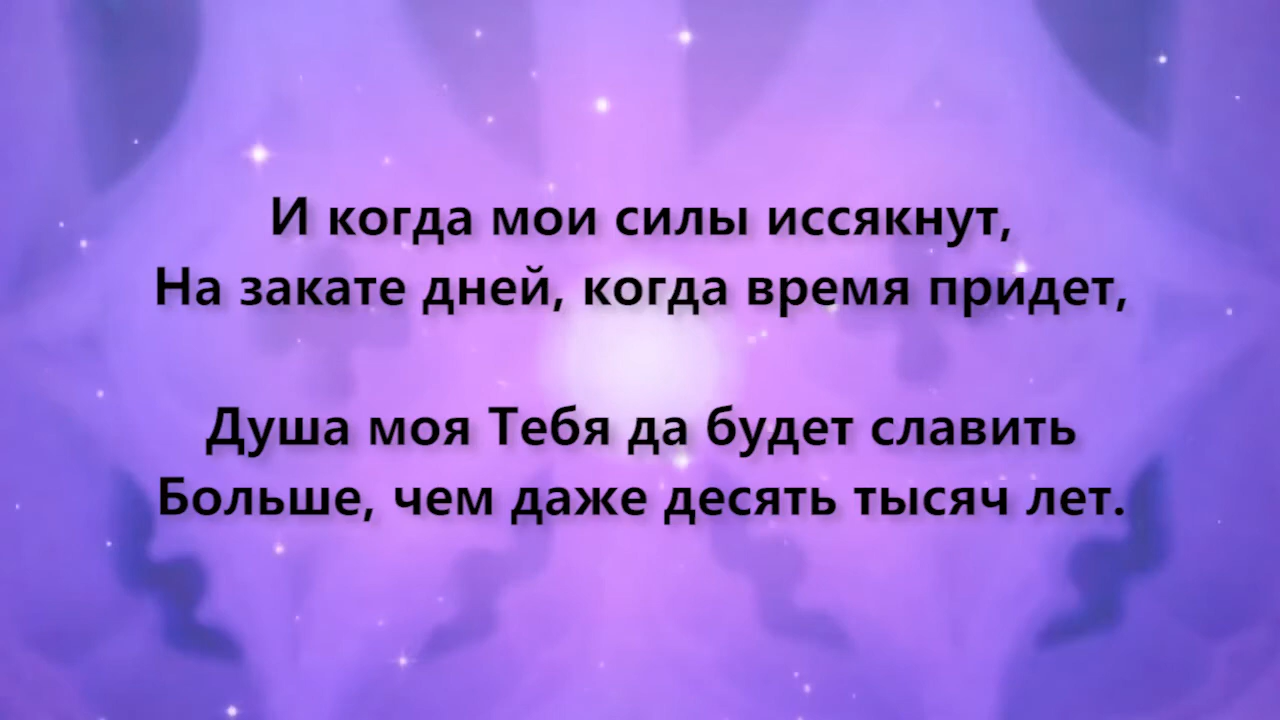 И когда мои силы иссякнут,
На закате дней, когда время придет,
Душа моя Тебя да будет славить
Больше, чем даже десять тысяч лет.